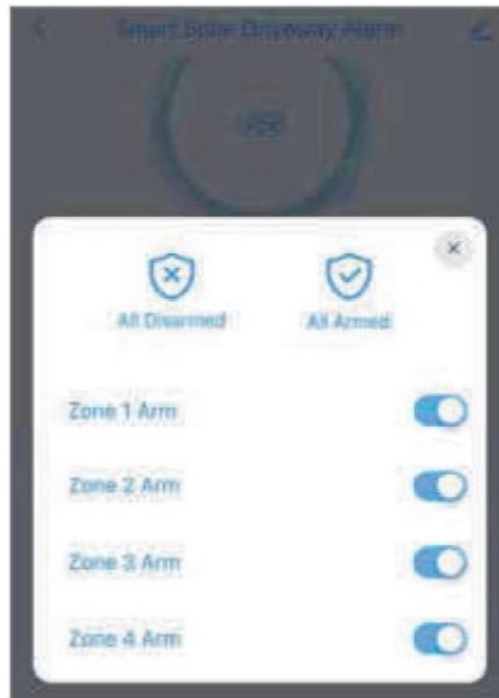 Smart Solar Driveway Alarm
All Disarmed
All Armed
Zone 1 Arm
Zone 2 Arm
Zone 3 Arm
Zone 4 Arm